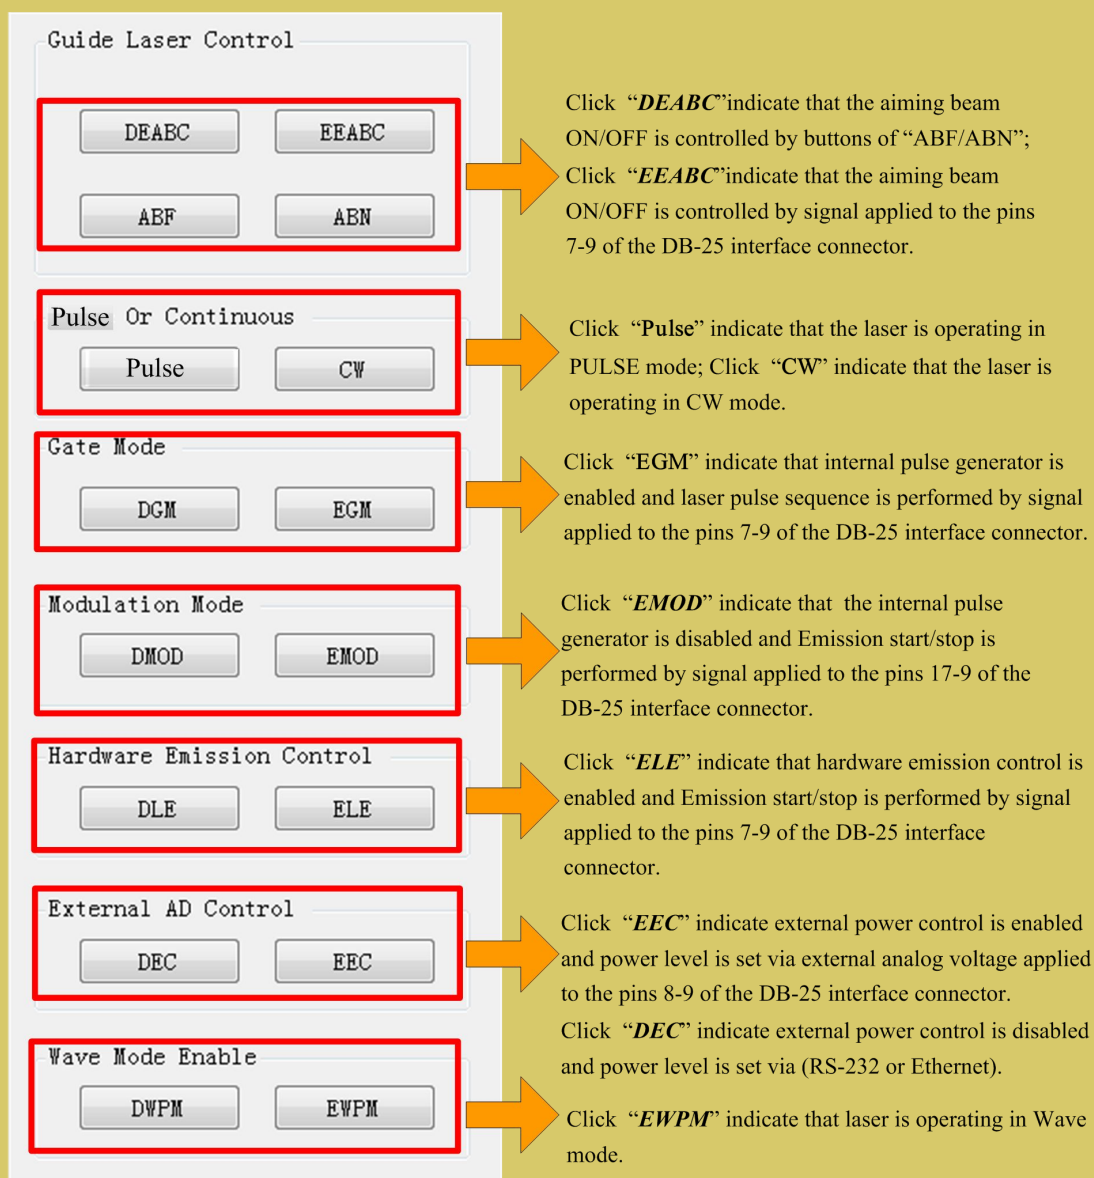 Guide Laser Control
DEABC EEABC
ABF ABN
Click “DEABC”indicate that the aiming beam
ON/OFF is controlled by buttons of “ABF/ABN”;
Click “EEABC”indicate that the aiming beam
ON/OFF is controlled by signal applied to the pins
7-9 of the DB-25 interface connector.
Pulse Or Continuous
Pulse CW
Click “Pulse” indicate that the laser is operating in
PULSE mode; Click “CW” indicate that the laser is
operating in CW mode.
Gate Mode
DGM EGM
Click “EGM” indicate that internal pulse generator is
enabled and laser pulse sequence is performed by signal
applied to the pins 7-9 of the DB-25 interface connector.
Modulation Mode
DMOD EMOD
Click “EMOD” indicate that the internal pulse
generator is disabled and Emission start/stop is
performed by signal applied to the pins 17-9 of the
DB-25 interface connector.
Hardware Emission Control
DLE ELE
Click “ELE” indicate that hardware emission control is
enabled and Emission start/stop is performed by signal
applied to the pins 7-9 of the DB-25 interface
connector.
External AD Control
DEC EEC
Click “EEC” indicate external power control is enabled
and power level is set via external analog voltage applied
to the pins 8-9 of the DB-25 interface connector.
Click “DEC” indicate external power control is disabled
and power level is set via (RS-232 or Ethernet).
Wave Mode Enable
DWPM EWPM
Click “EWPM” indicate that laser is operating in Wave
mode.